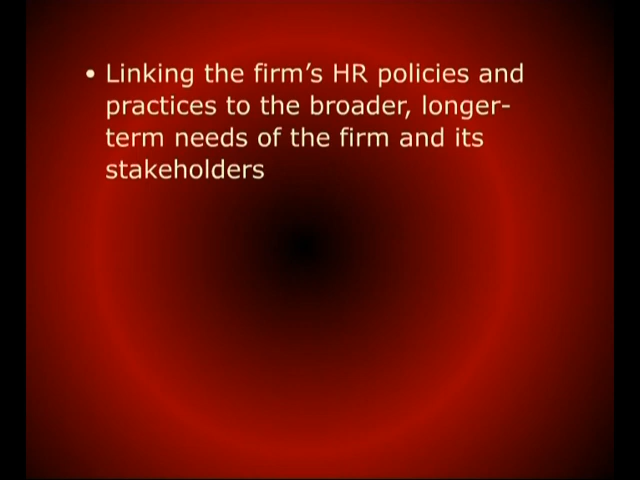 • Linking the firm’s HR policies and
practices to the broader, longer-
term needs of the firm and its
stakeholders